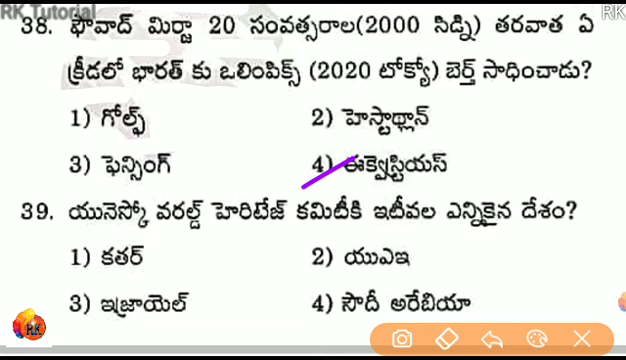 RK Tutorial
RK
38. ఫౌవాద్ మిర్జా 20 సంవత్సరాల(2000 సిడ్నీ) తరవాత ఏ
క్రీడలో భారత్ కు ఒలింపిక్స్ (2020 టోక్యో) బెర్త్ సాధించాడు?
1) గోల్ఫ్ 2) హెప్టాథ్లాన్
3) ఫెన్సింగ్ 4) ఈక్వెస్ట్రియస్
39. యునెస్కో వరల్డ్ హెరిటేజ్ కమిటీకి ఇటీవల ఎన్నికైన దేశం?
1) కతర్ 2) యుఎఇ
3) ఇజ్రాయెల్ 4) సౌదీ అరేబియా
RK